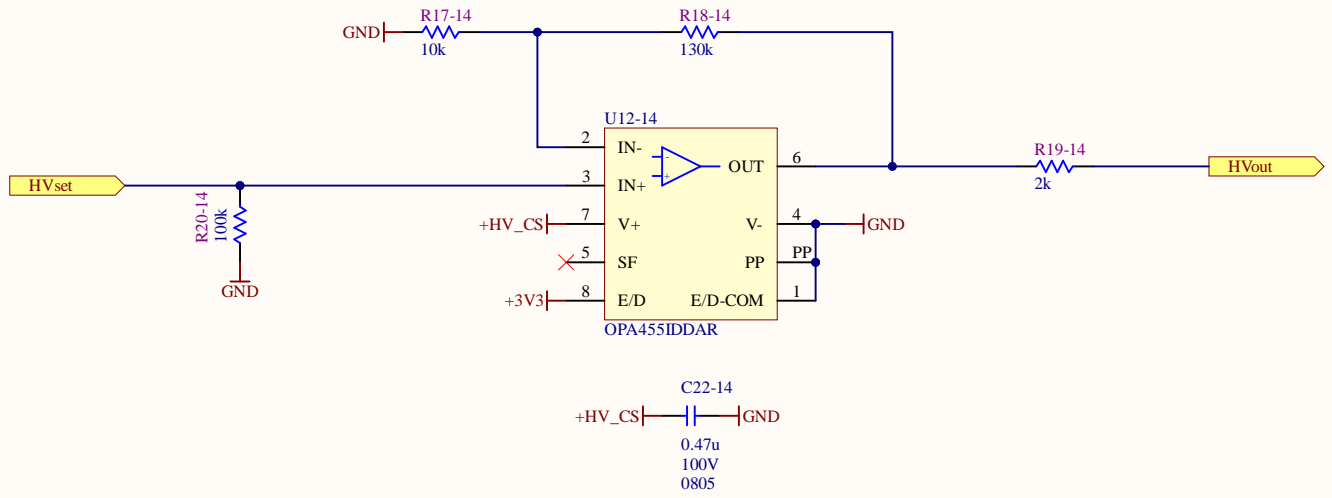 R17-14
R18-14
GND
10k
130k
U12-14
2
IN-
OUT
6
R19-14
HVset
3
IN+
2k
HVout
R20-14
100k
+HV_CS
7
V+
V-
4
GND
5
SF
PP
PP
GND
+3V3
8
E/D
E/D-COM
1
OPA455IDDAR
C22-14
+HV_CS
GND
0.47u
100V
0805